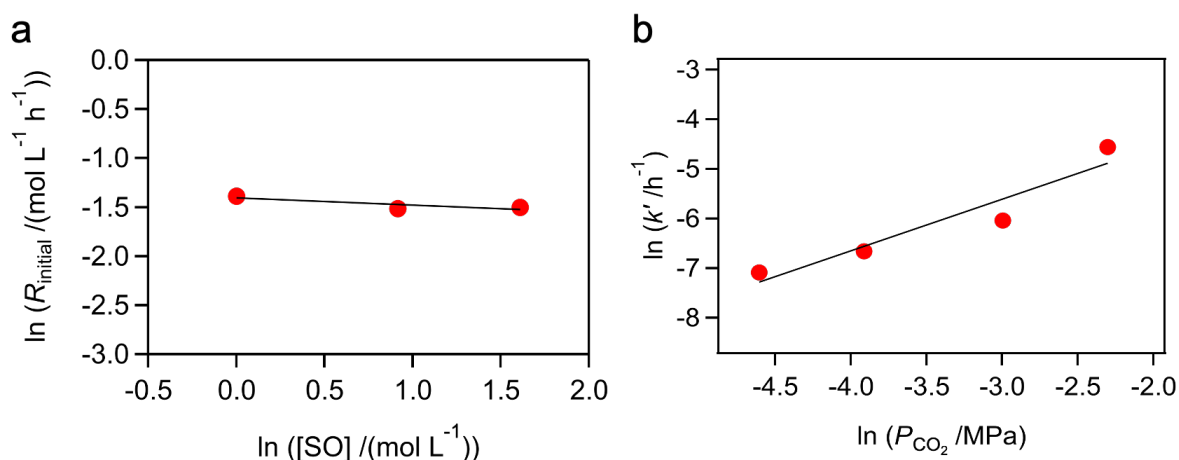 a
ln (R_initial /(mol L⁻¹ h⁻¹))
0.0
-0.5
-1.0
-1.5
-2.0
-2.5
-3.0
-0.5 0.0 0.5 1.0 1.5 2.0
ln ([SO] /(mol L⁻¹))
b
ln (k' /h⁻¹)
-3
-4
-5
-6
-7
-8
-4.5 -4.0 -3.5 -3.0 -2.5 -2.0
ln (P_CO₂ /MPa)